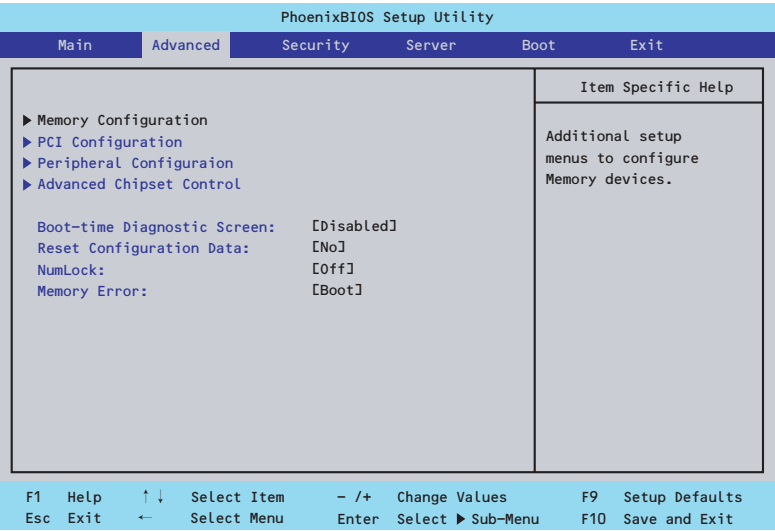 PhoenixBIOS Setup Utility
Main Advanced Security Server Boot Exit
Item Specific Help
▶ Memory Configuration
▶ PCI Configuration
▶ Peripheral Configuraion
▶ Advanced Chipset Control
Additional setup
menus to configure
Memory devices.
Boot-time Diagnostic Screen: [Disabled]
Reset Configuration Data: [No]
NumLock: [Off]
Memory Error: [Boot]
F1 Help ↑↓ Select Item - /+ Change Values F9 Setup Defaults
Esc Exit ← Select Menu Enter Select ▶ Sub-Menu F10 Save and Exit